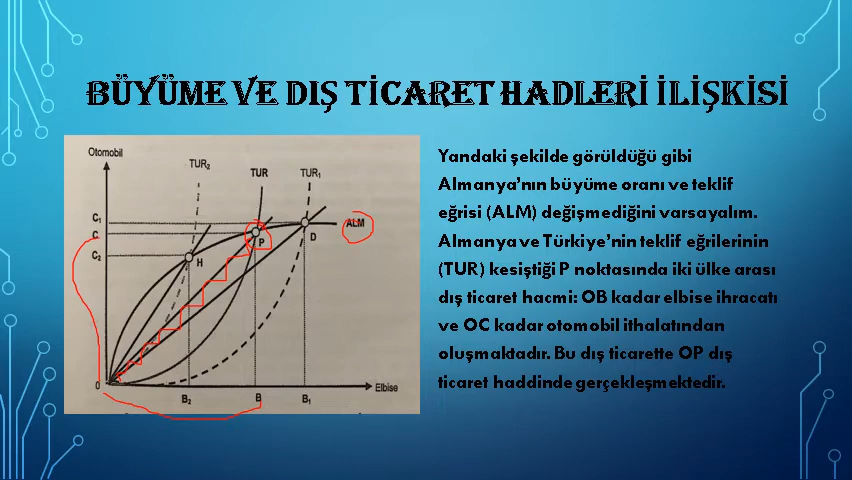 BÜYÜME VE DIŞ TİCARET HADLERİ İLİŞKİSİ
Otomobil
TUR₂
TUR
TUR₁
C₁
C
C₂
ALM
P
D
H
0
B₂
B
B₁
Elbise
Yandaki şekilde görüldüğü gibi
Almanya'nın büyüme oranı ve teklif
eğrisi (ALM) değişmediğini varsayalım.
Almanya ve Türkiye'nin teklif eğrilerinin
(TUR) kesiştiği P noktasında iki ülke arası
dış ticaret hacmi: OB kadar elbise ihracatı
ve OC kadar otomobil ithalatından
oluşmaktadır. Bu dış ticarette OP dış
ticaret haddinde gerçekleşmektedir.